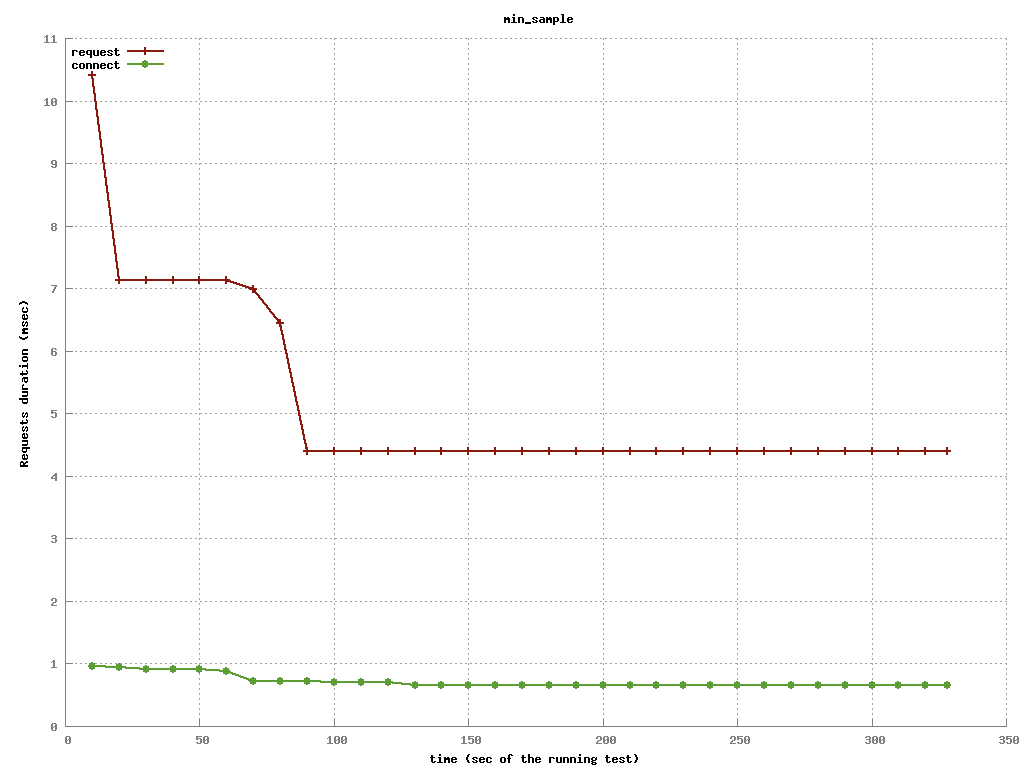 min_sample
request
connect
11
10
9
8
7
6
5
4
3
2
1
0
Requests duration (msec)
0 50 100 150 200 250 300 350
time (sec of the running test)